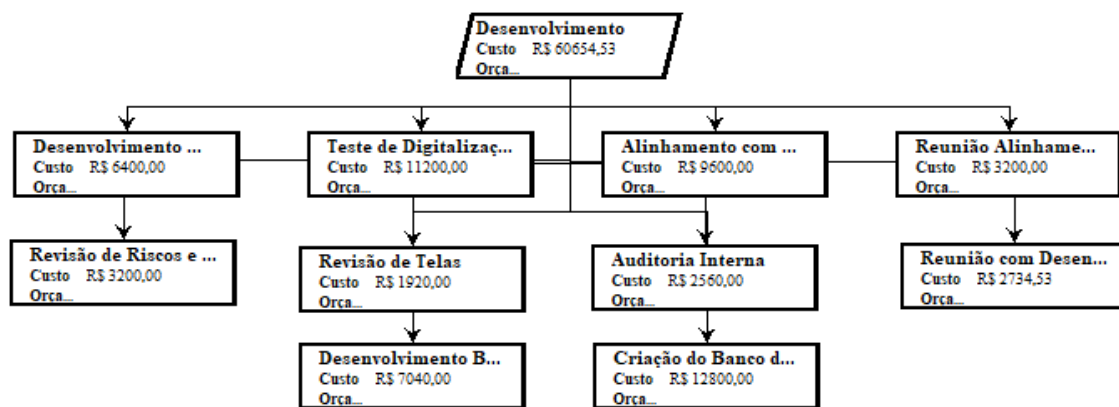 Desenvolvimento
Custo R$ 60654,53
Orça...
Desenvolvimento ...
Custo R$ 6400,00
Orça...
Teste de Digitalizaç...
Custo R$ 11200,00
Orça...
Alinhamento com ...
Custo R$ 9600,00
Orça...
Reunião Alinhame...
Custo R$ 3200,00
Orça...
Revisão de Riscos e ...
Custo R$ 3200,00
Orça...
Revisão de Telas
Custo R$ 1920,00
Orça...
Auditoria Interna
Custo R$ 2560,00
Orça...
Reunião com Desen...
Custo R$ 2734,53
Orça...
Desenvolvimento B...
Custo R$ 7040,00
Orça...
Criação do Banco d...
Custo R$ 12800,00
Orça...